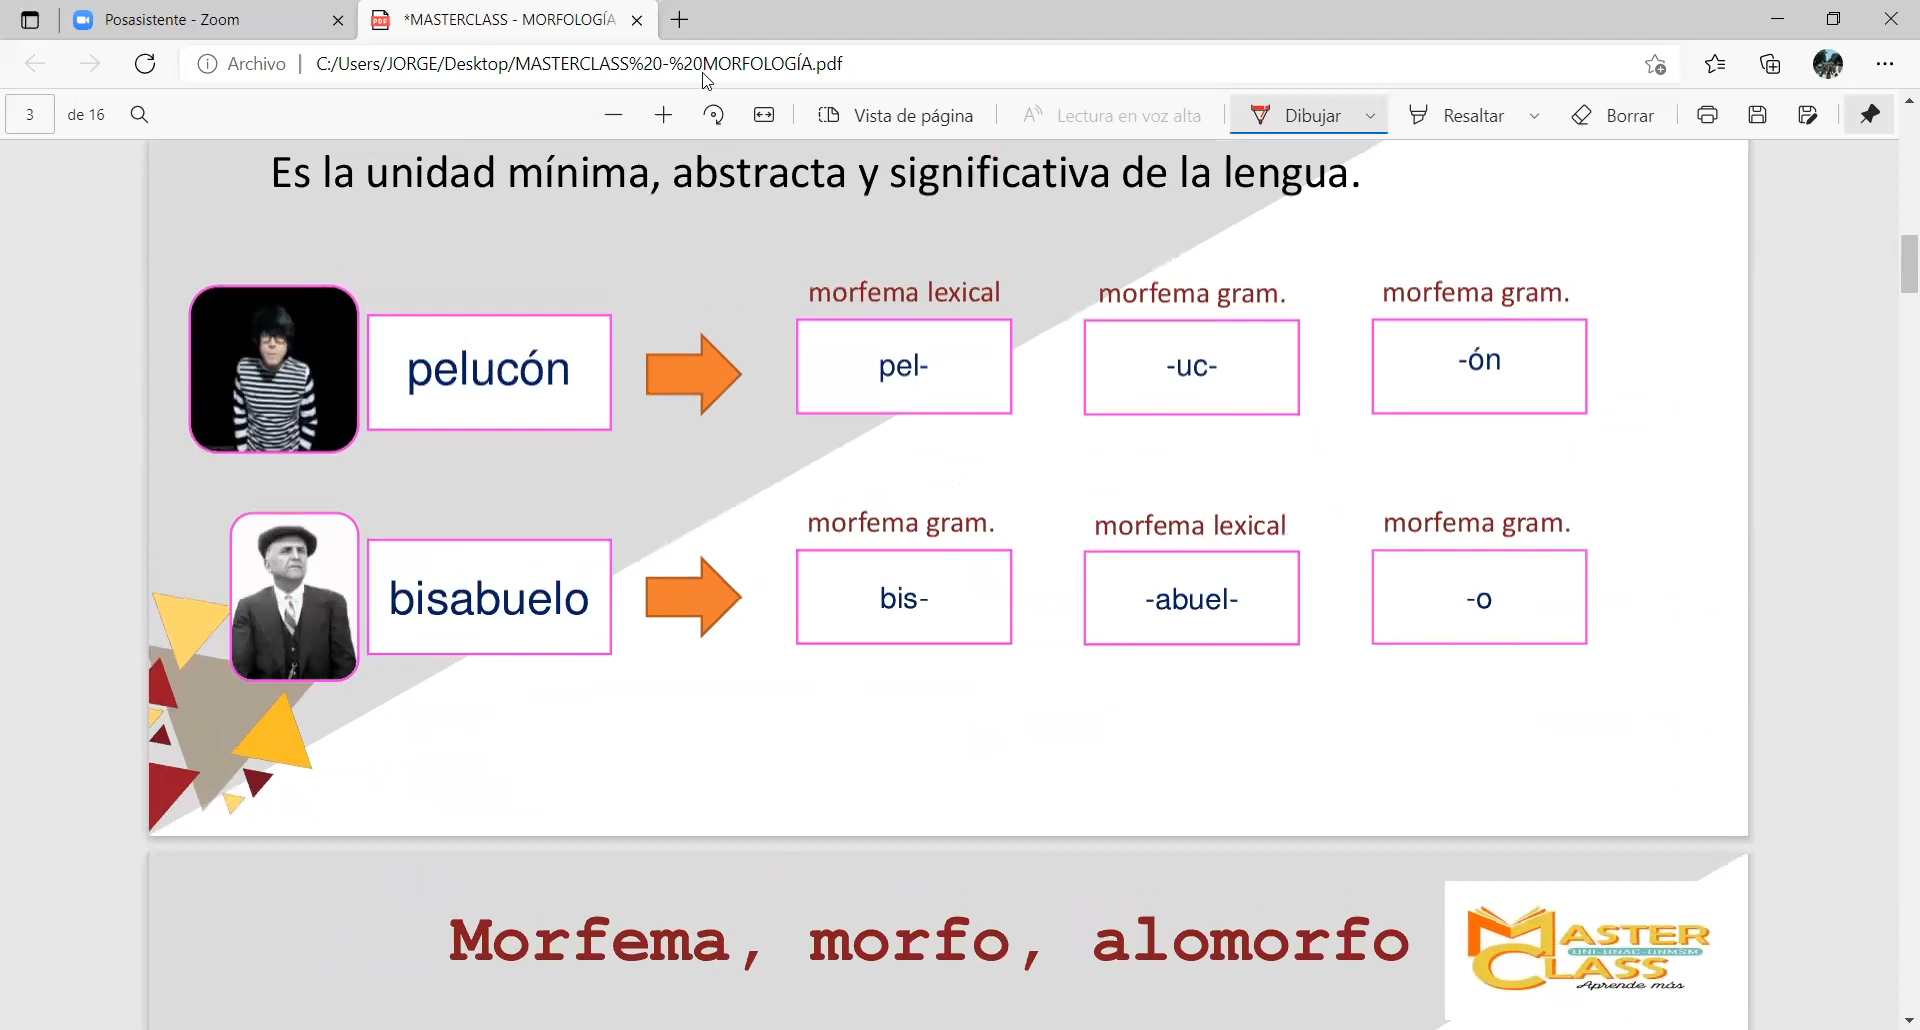 Posasistente - Zoom
*MASTERCLASS - MORFOLOGÍA
Archivo | C:/Users/JORGE/Desktop/MASTERCLASS%20-%20MORFOLOGÍA.pdf
3 de 16
Vista de página
Lectura en voz alta
Dibujar
Resaltar
Borrar
Es la unidad mínima, abstracta y significativa de la lengua.
morfema lexical morfema gram. morfema gram.
pelucón pel- -uc- -ón
morfema gram. morfema lexical morfema gram.
bisabuelo bis- -abuel- -o
Morfema, morfo, alomorfo
MASTER
UNI-UNAC-UNMSM
CLASS
Aprende más